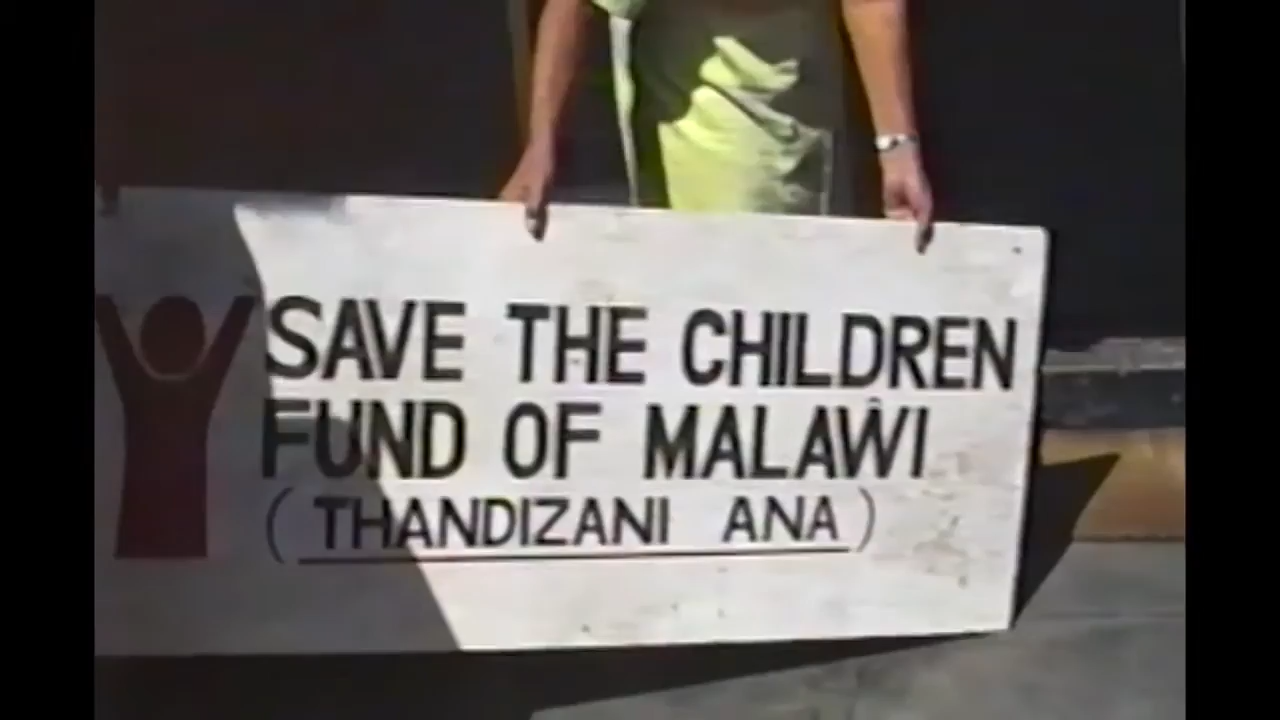 SAVE THE CHILDREN
FUND OF MALAWI
(THANDIZANI ANA)